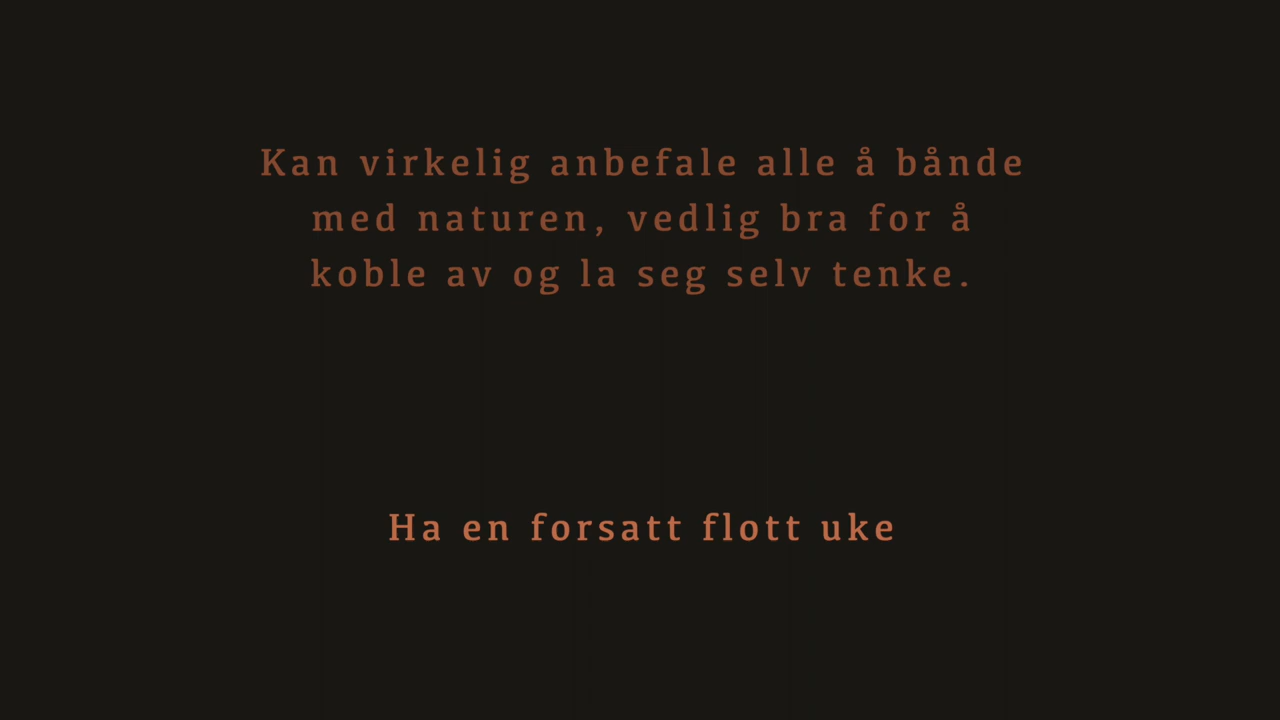 Kan virkelig anbefale alle å bånde
med naturen, vedlig bra for å
koble av og la seg selv tenke.
Ha en forsatt flott uke